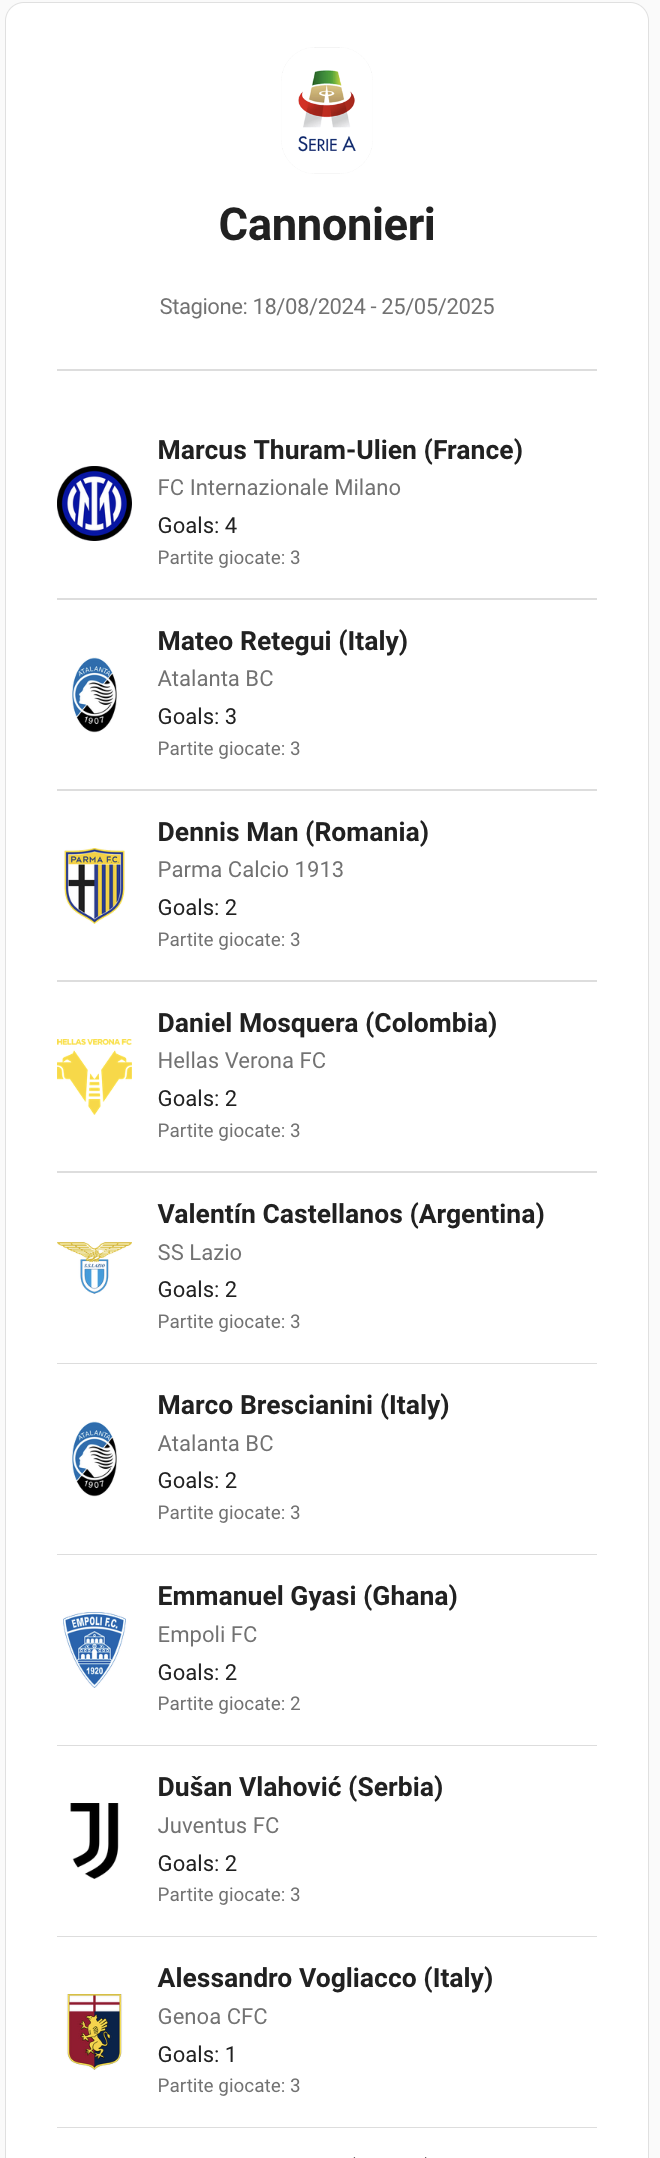 SERIE A
Cannonieri
Stagione: 18/08/2024 - 25/05/2025
Marcus Thuram-Ulien (France)
FC Internazionale Milano
Goals: 4
Partite giocate: 3
ATALANTA
1907
Mateo Retegui (Italy)
Atalanta BC
Goals: 3
Partite giocate: 3
PARMA FC
Dennis Man (Romania)
Parma Calcio 1913
Goals: 2
Partite giocate: 3
HELLAS VERONA FC
Daniel Mosquera (Colombia)
Hellas Verona FC
Goals: 2
Partite giocate: 3
S.S. LAZIO
Valentín Castellanos (Argentina)
SS Lazio
Goals: 2
Partite giocate: 3
ATALANTA
1907
Marco Brescianini (Italy)
Atalanta BC
Goals: 2
Partite giocate: 3
EMPOLI F.C.
1920
Emmanuel Gyasi (Ghana)
Empoli FC
Goals: 2
Partite giocate: 2
Dušan Vlahović (Serbia)
Juventus FC
Goals: 2
Partite giocate: 3
Alessandro Vogliacco (Italy)
Genoa CFC
Goals: 1
Partite giocate: 3